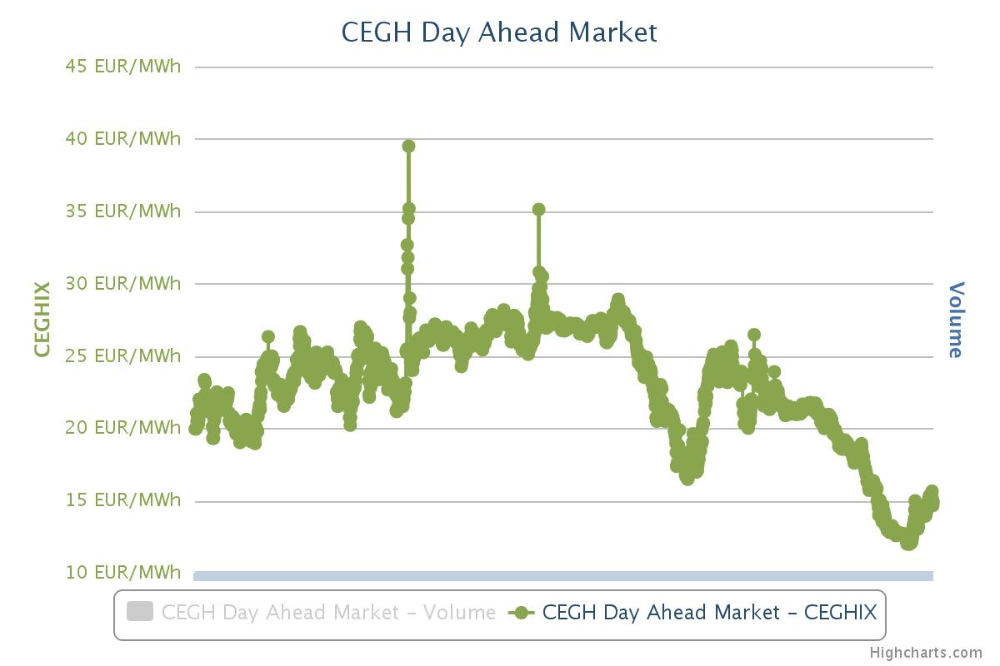 CEGH Day Ahead Market
45 EUR/MWh
40 EUR/MWh
35 EUR/MWh
30 EUR/MWh
25 EUR/MWh
20 EUR/MWh
15 EUR/MWh
10 EUR/MWh
CEGHIX
Volume
CEGH Day Ahead Market – Volume
CEGH Day Ahead Market – CEGHIX
Highcharts.com